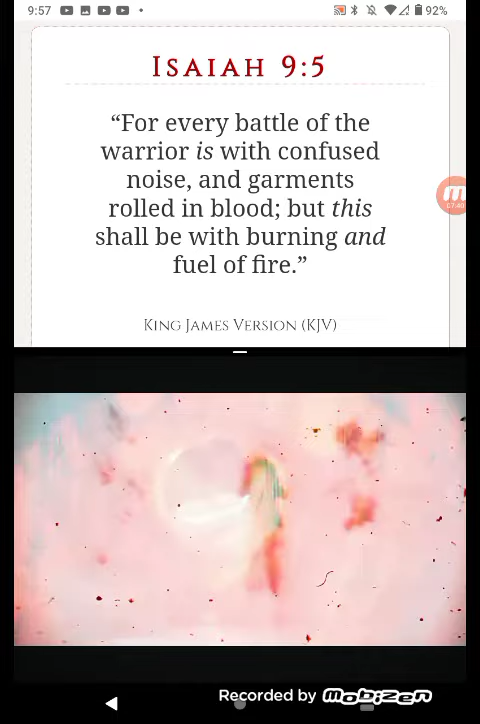 9:57
92%
ISAIAH 9:5
“For every battle of the
warrior is with confused
noise, and garments
rolled in blood; but this
shall be with burning and
fuel of fire.”
KING JAMES VERSION (KJV)
07:40
Recorded by Mobizen